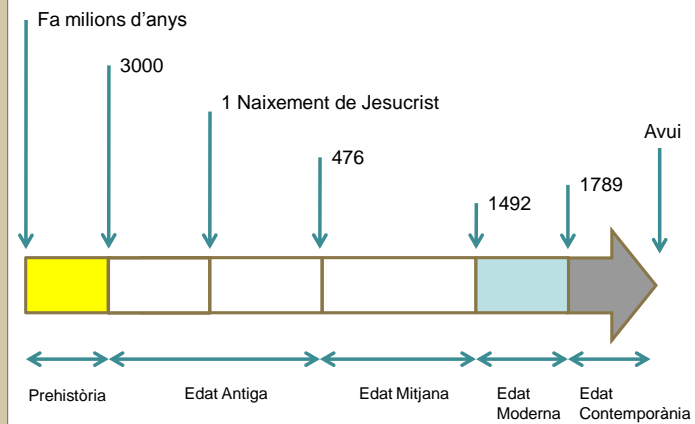 Fa milions d'anys
3000
1 Naixement de Jesucrist
Avui
476
1789
1492
Prehistòria
Edat Antiga
Edat Mitjana
Edat
Moderna
Edat
Contemporània